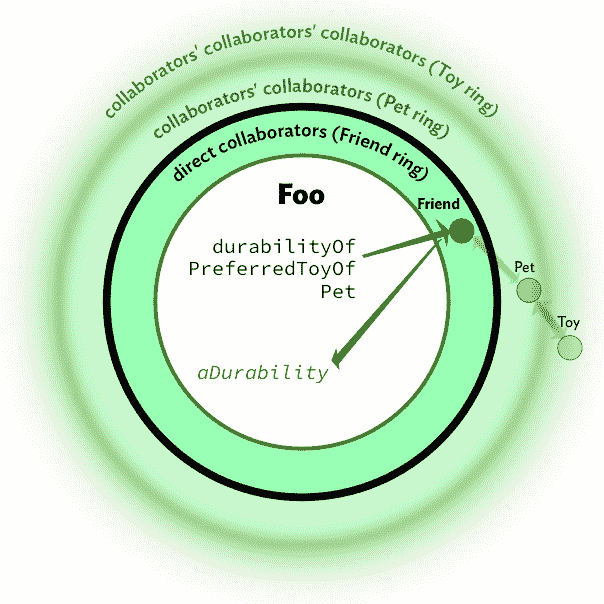 collaborators' collaborators' collaborators (Toy ring)
collaborators' collaborators (Pet ring)
direct collaborators (Friend ring)
Foo
Friend
durabilityOf
PreferredToyOf
Pet
Pet
Toy
aDurability